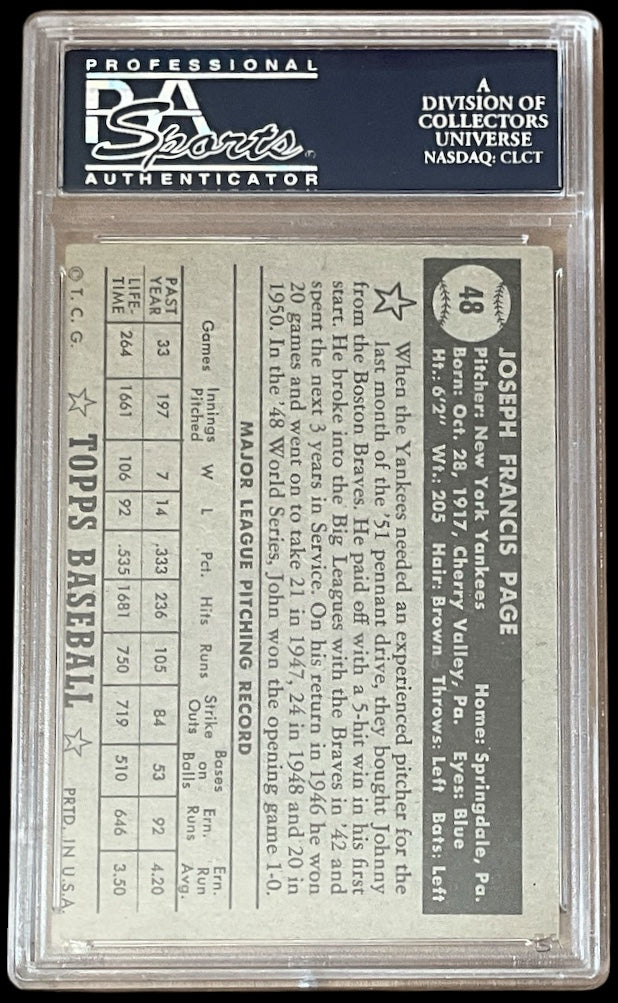 PROFESSIONAL
PSA
Sports
AUTHENTICATOR
A
DIVISION OF
COLLECTORS
UNIVERSE
NASDAQ: CLCT
48
JOSEPH FRANCIS PAGE
Pitcher: New York Yankees Home: Springdale, Pa.
Born: Oct. 28, 1917, Cherry Valley, Pa. Eyes: Blue
Ht.: 6'2" Wt.: 205 Hair: Brown Throws: Left Bats: Left
When the Yankees needed an experienced pitcher for the
last month of the '51 pennant drive, they bought Johnny
from the Boston Braves. He paid off with a 5-hit win in his first
start. He broke into the Big Leagues with the Braves in '42 and
spent the next 3 years in Service. On his return in 1946 he won
20 games and went on to take 21 in 1947, 24 in 1948 and 20 in
1950. In the '48 World Series, John won the opening game 1-0.
MAJOR LEAGUE PITCHING RECORD
Games Innings Pitched W L Pct. Hits Runs Strike Outs Bases on Balls Ern. Runs Ern. Run Avg.
PAST YEAR 33 197 7 14 .333 236 105 84 53 92 4.20
LIFE-TIME 264 1661 106 92 .535 1681 750 719 510 646 3.50
© T. C. G. TOPPS BASEBALL PRTD. IN U.S.A.